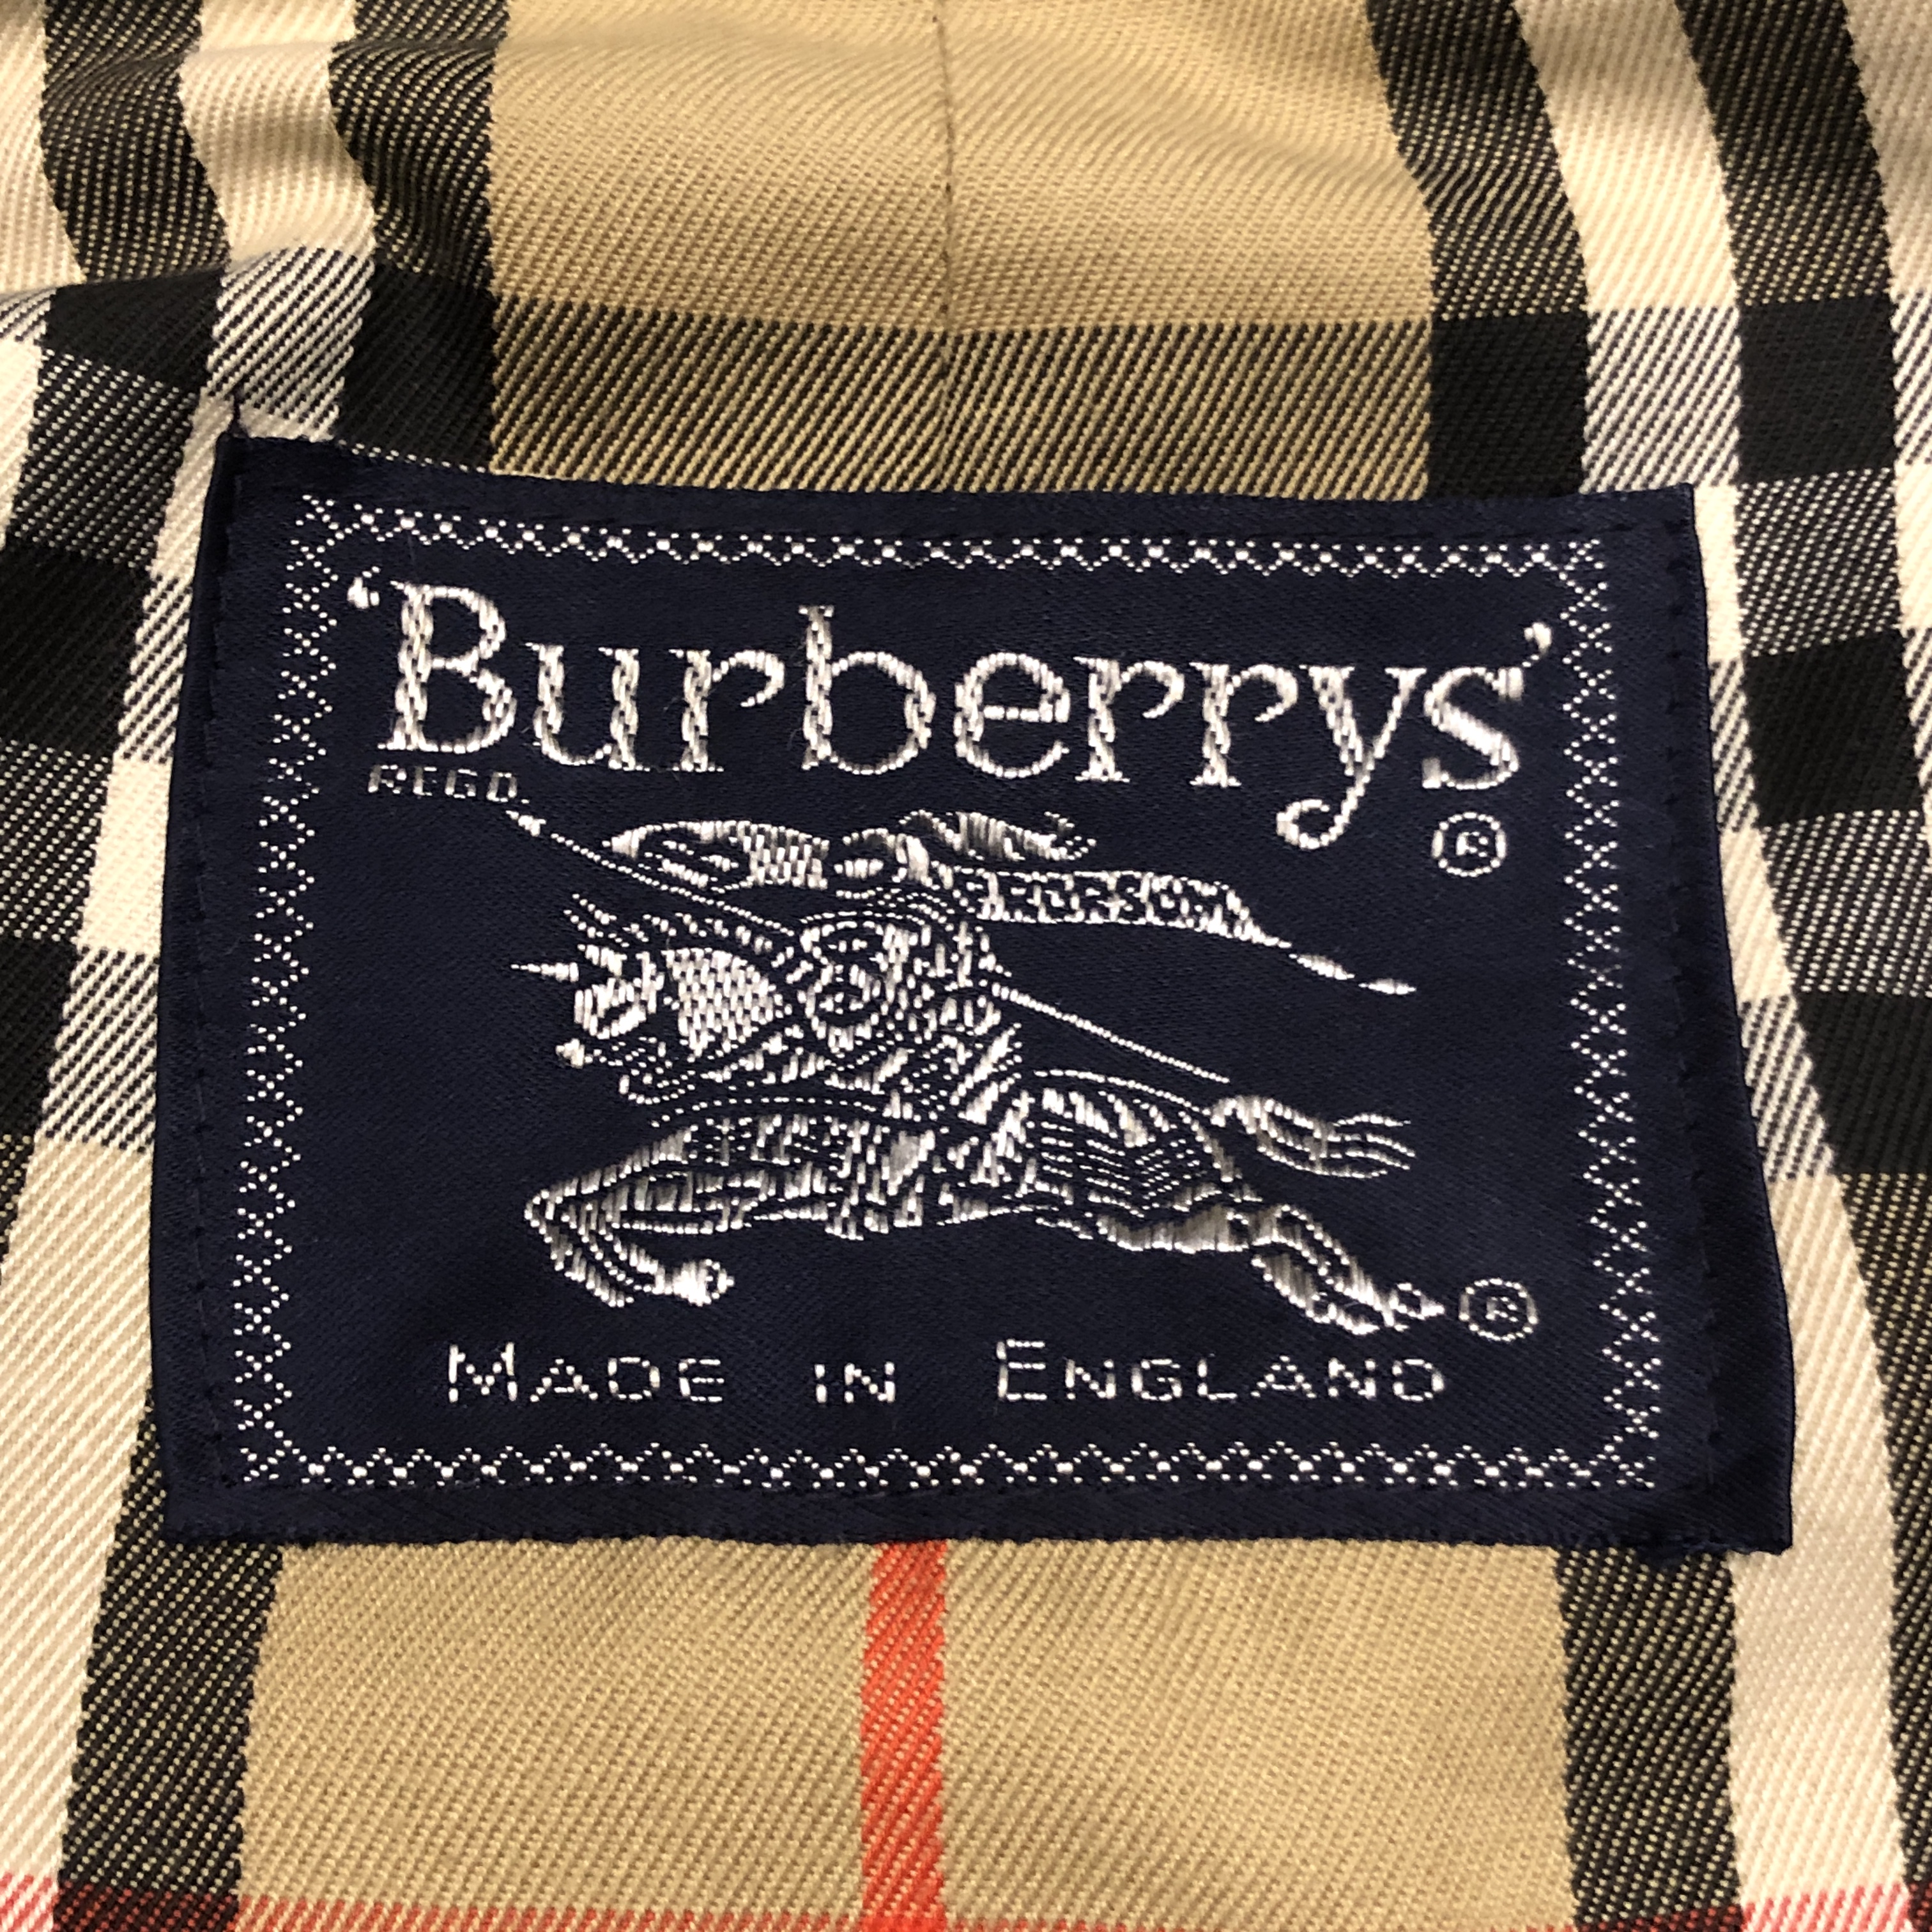 ‘Burberrys’
REGD.
®
PRORSUM
®
MADE IN ENGLAND